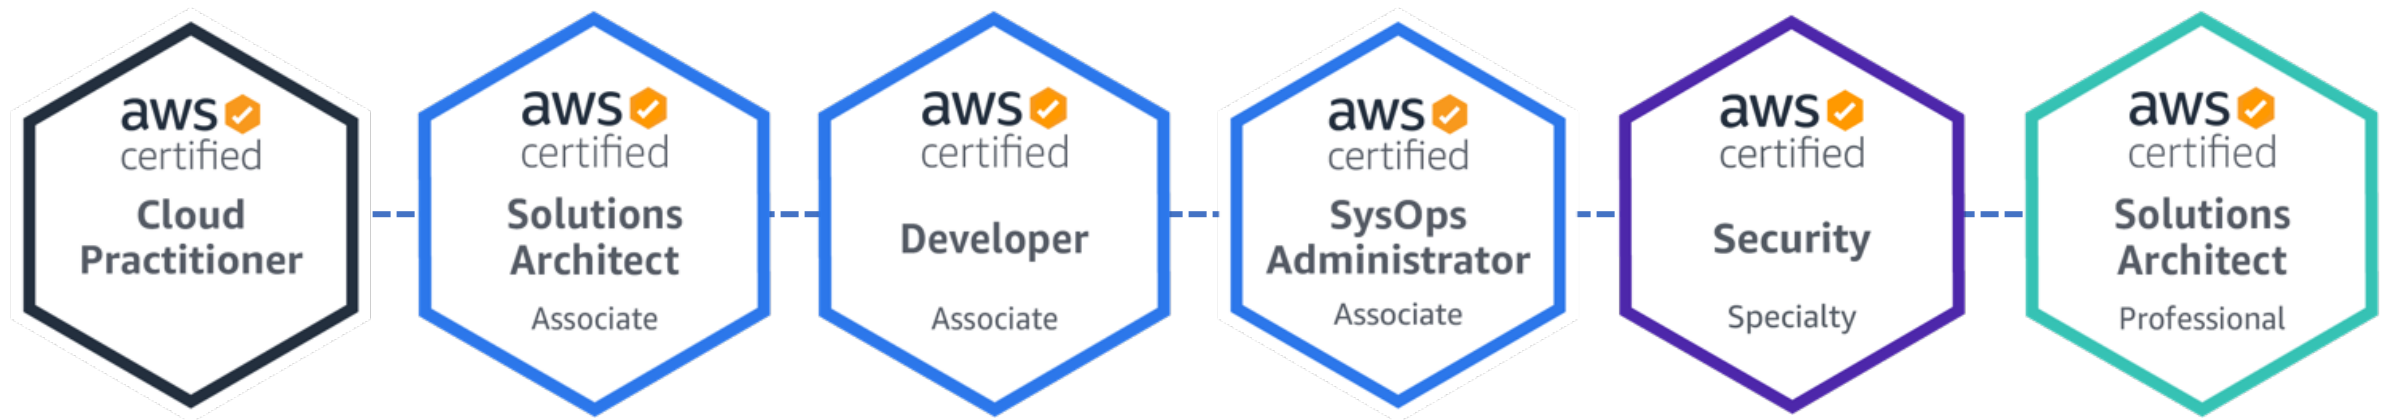 aws
certified
Cloud
Practitioner
aws
certified
Solutions
Architect
Associate
aws
certified
Developer
Associate
aws
certified
SysOps
Administrator
Associate
aws
certified
Security
Specialty
aws
certified
Solutions
Architect
Professional